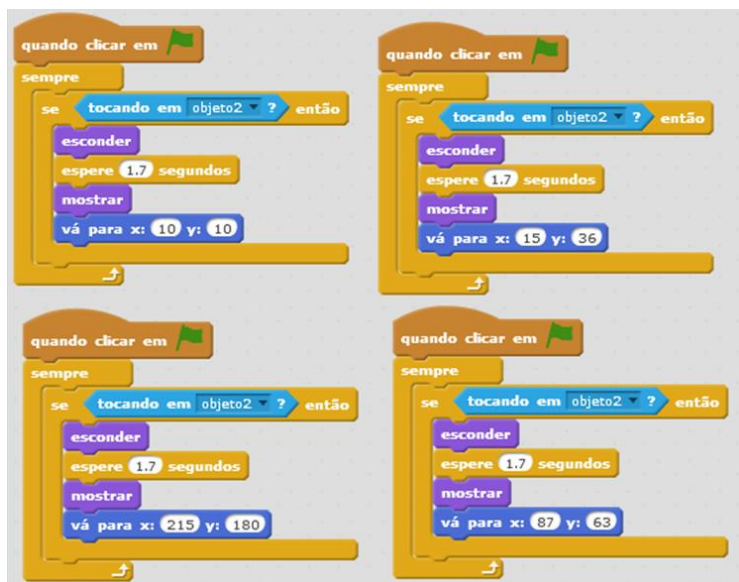 quando clicar em
sempre
se tocando em objeto2 ? então
esconder
espere 1.7 segundos
mostrar
vá para x: 10 y: 10
quando clicar em
sempre
se tocando em objeto2 ? então
esconder
espere 1.7 segundos
mostrar
vá para x: 15 y: 36
quando clicar em
sempre
se tocando em objeto2 ? então
esconder
espere 1.7 segundos
mostrar
vá para x: 215 y: 180
quando clicar em
sempre
se tocando em objeto2 ? então
esconder
espere 1.7 segundos
mostrar
vá para x: 87 y: 63